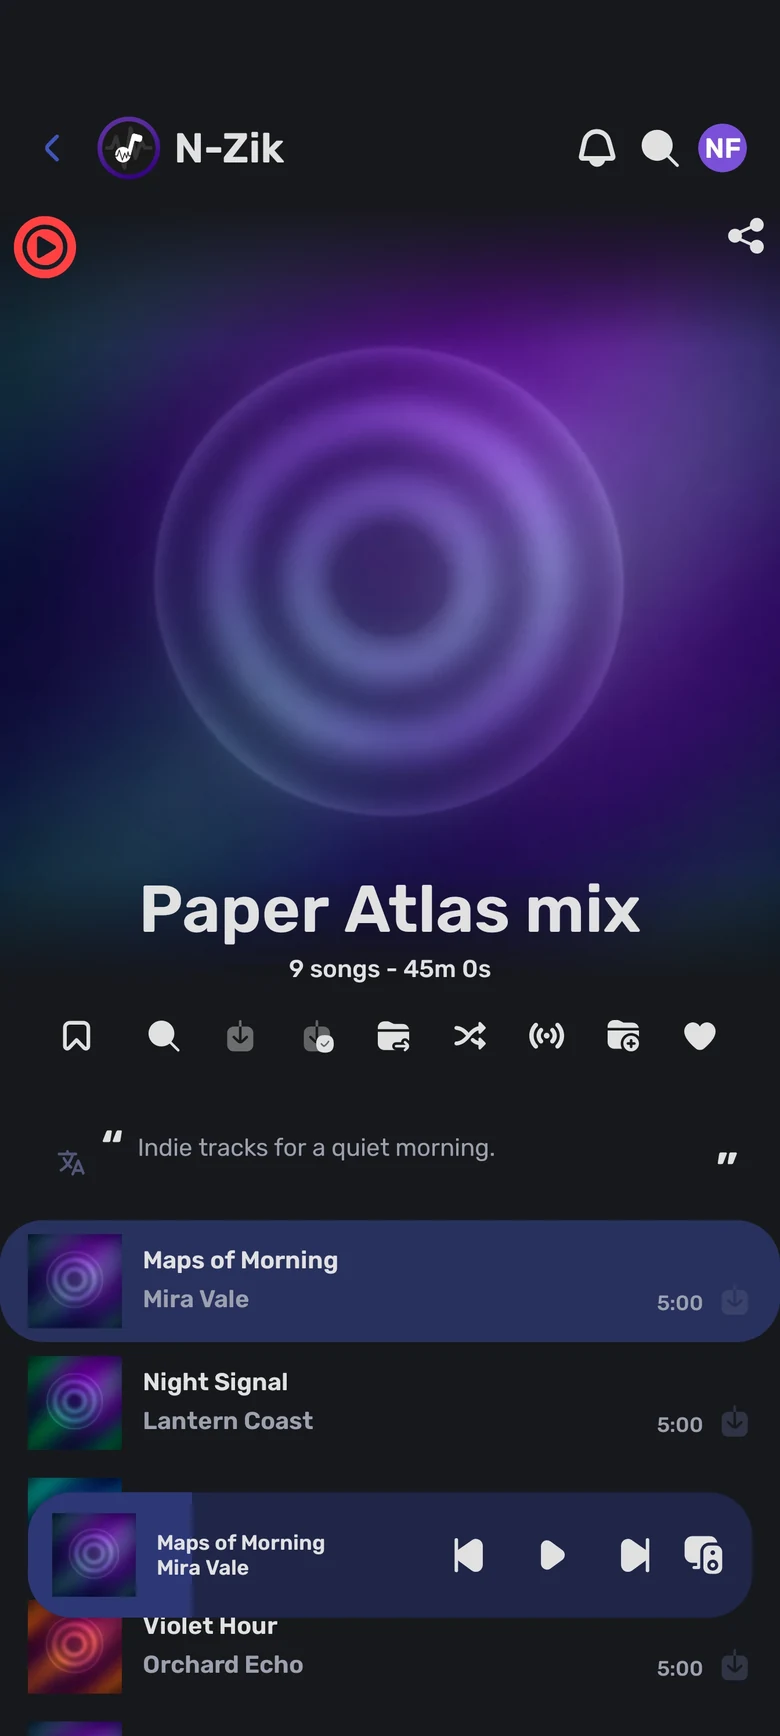 N-Zik
NF
Paper Atlas mix
9 songs - 45m 0s
“ Indie tracks for a quiet morning. ”
Maps of Morning
Mira Vale
5:00
Night Signal
Lantern Coast
5:00
Maps of Morning
Mira Vale
Violet Hour
Orchard Echo
5:00